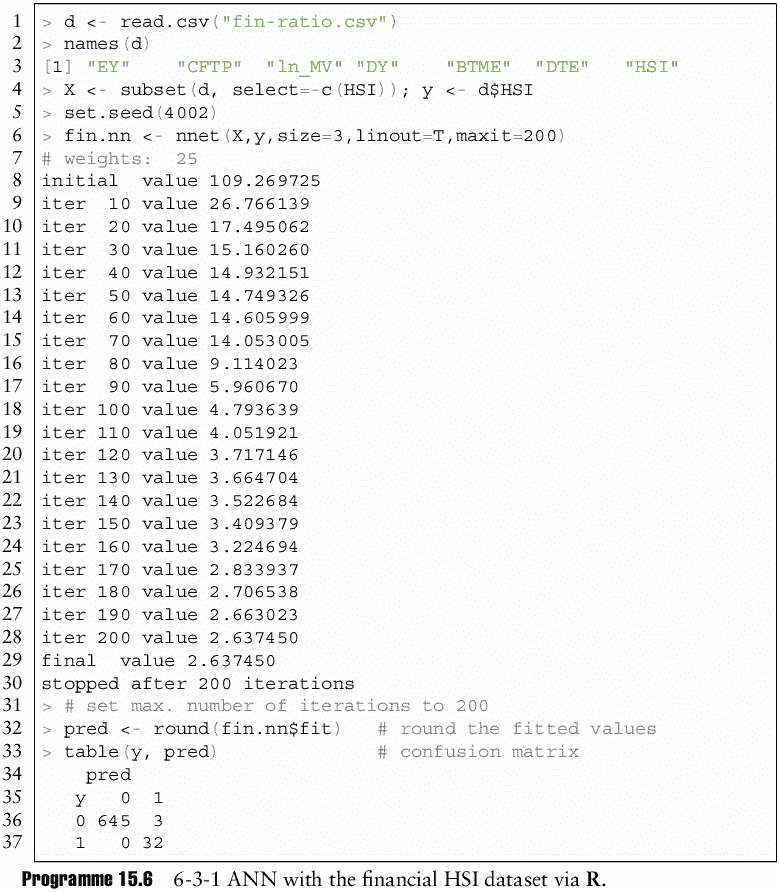 1 > d <- read.csv("fin-ratio.csv")
2 > names(d)
3 [1] "EY" "CFTP" "ln_MV" "DY" "BTME" "DTE" "HSI"
4 > X <- subset(d, select=-c(HSI)); y <- d$HSI
5 > set.seed(4002)
6 > fin.nn <- nnet(X,y,size=3,linout=T,maxit=200)
7 # weights: 25
8 initial value 109.269725
9 iter 10 value 26.766139
10 iter 20 value 17.495062
11 iter 30 value 15.160260
12 iter 40 value 14.932151
13 iter 50 value 14.749326
14 iter 60 value 14.605999
15 iter 70 value 14.053005
16 iter 80 value 9.114023
17 iter 90 value 5.960670
18 iter 100 value 4.793639
19 iter 110 value 4.051921
20 iter 120 value 3.717146
21 iter 130 value 3.664704
22 iter 140 value 3.522684
23 iter 150 value 3.409379
24 iter 160 value 3.224694
25 iter 170 value 2.833937
26 iter 180 value 2.706538
27 iter 190 value 2.663023
28 iter 200 value 2.637450
29 final value 2.637450
30 stopped after 200 iterations
31 > # set max. number of iterations to 200
32 > pred <- round(fin.nn$fit) # round the fitted values
33 > table(y, pred) # confusion matrix
34 pred
35 y 0 1
36 0 645 3
37 1 0 32
Programme 15.6 6-3-1 ANN with the financial HSI dataset via R.